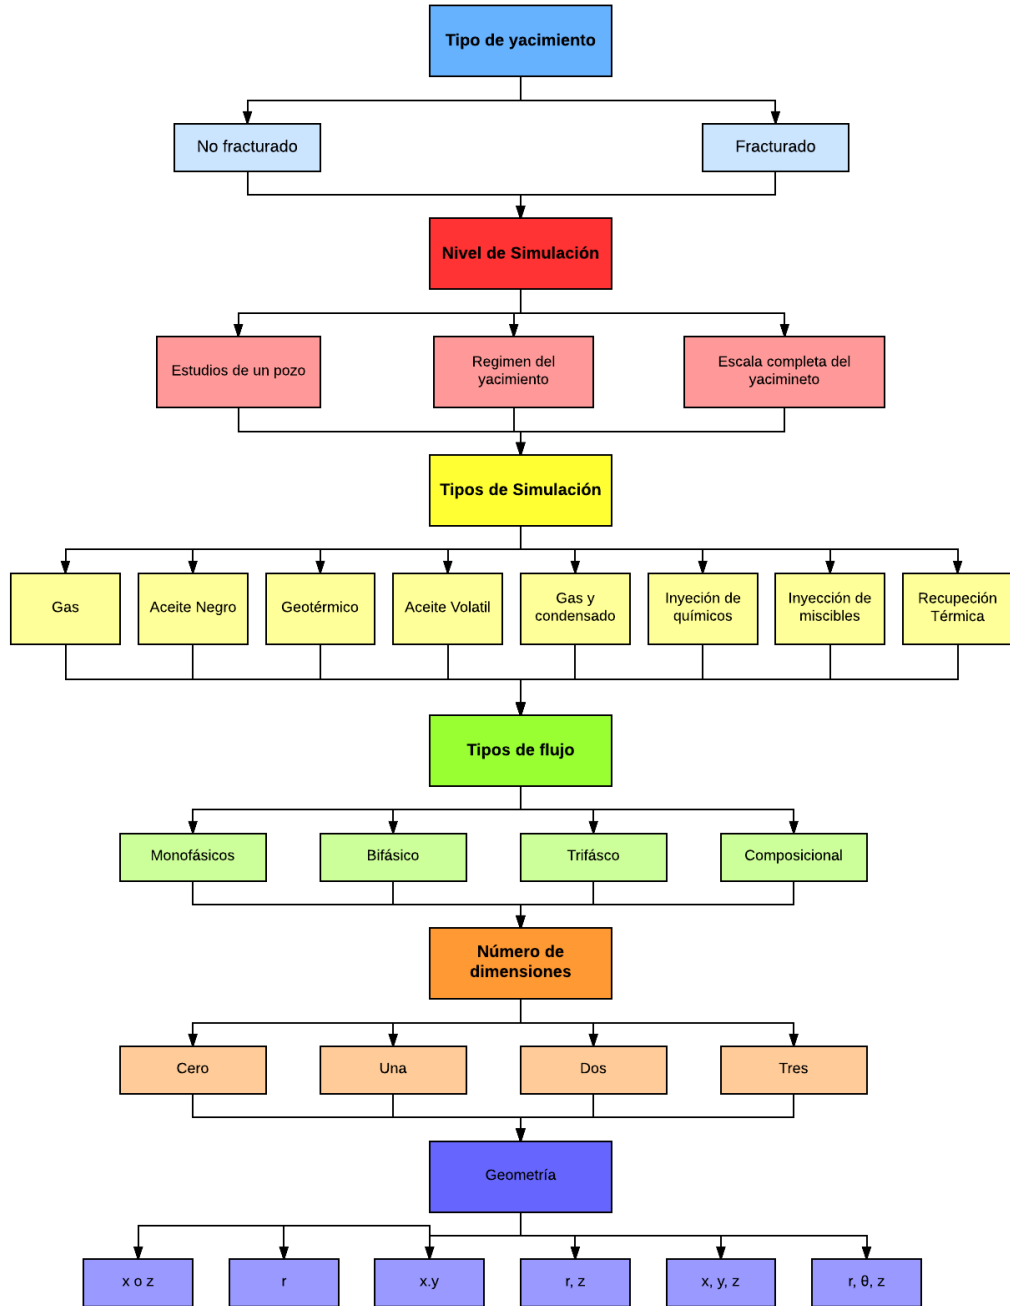 Tipo de yacimiento
No fracturado
Fracturado
Nivel de Simulación
Estudios de un pozo
Regimen del
yacimiento
Escala completa del
yacimineto
Tipos de Simulación
Gas
Aceite Negro
Geotérmico
Aceite Volatil
Gas y
condensado
Inyeción de
químicos
Inyección de
miscibles
Recupeción
Térmica
Tipos de flujo
Monofásicos
Bifásico
Trifásco
Composicional
Número de
dimensiones
Cero
Una
Dos
Tres
Geometría
x o z
r
x.y
r, z
x, y, z
r, θ, z